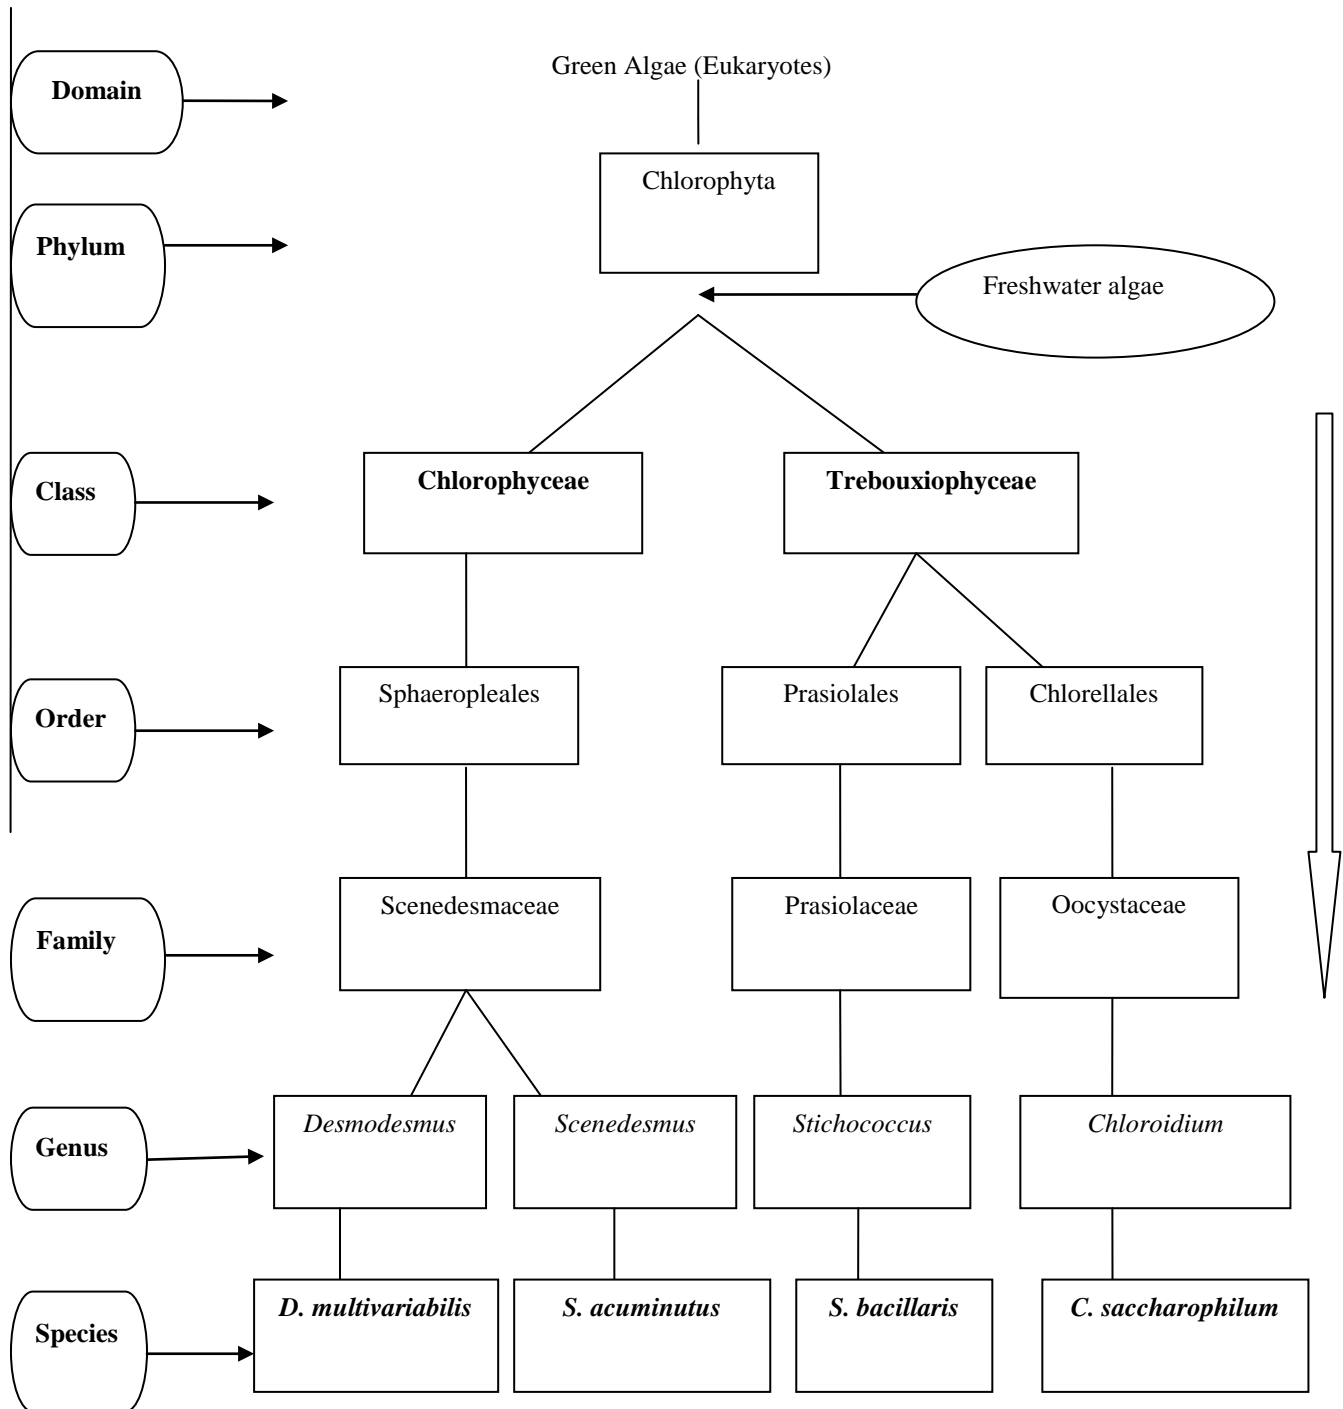 Green Algae (Eukaryotes)
Domain
Chlorophyta
Phylum
Freshwater algae
Class
Chlorophyceae
Trebouxiophyceae
Order
Sphaeropleales
Prasiolales
Chlorellales
Family
Scenedesmaceae
Prasiolaceae
Oocystaceae
Genus
Desmodesmus
Scenedesmus
Stichococcus
Chloroidium
Species
D. multivariabilis
S. acuminutus
S. bacillaris
C. saccharophilum